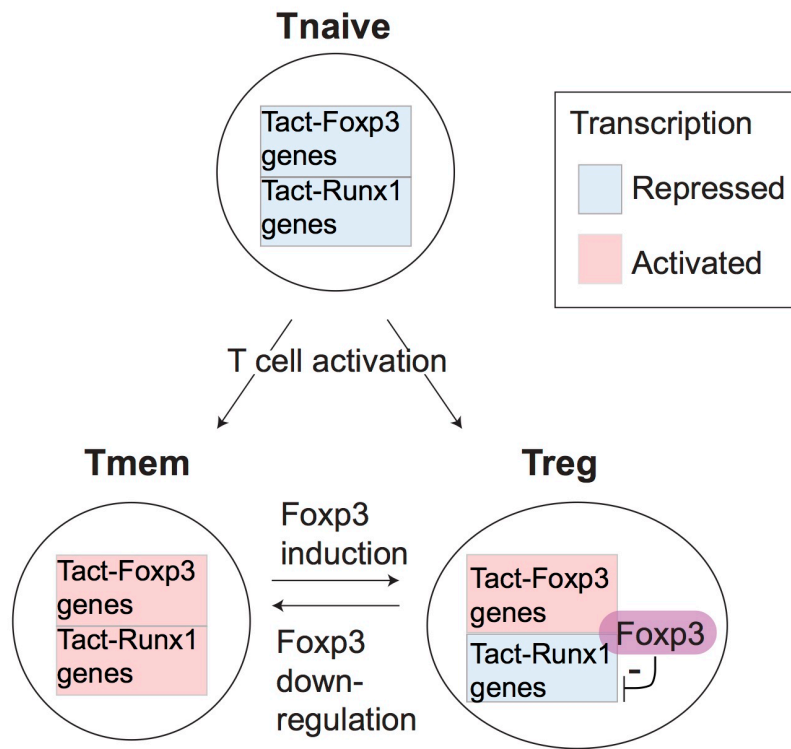 Tnaive
Tact-Foxp3
genes
Tact-Runx1
genes
Transcription
Repressed
Activated
T cell activation
Tmem
Treg
Tact-Foxp3
genes
Tact-Runx1
genes
Foxp3
induction
Foxp3
down-
regulation
Tact-Foxp3
genes
Tact-Runx1
genes
Foxp3
-